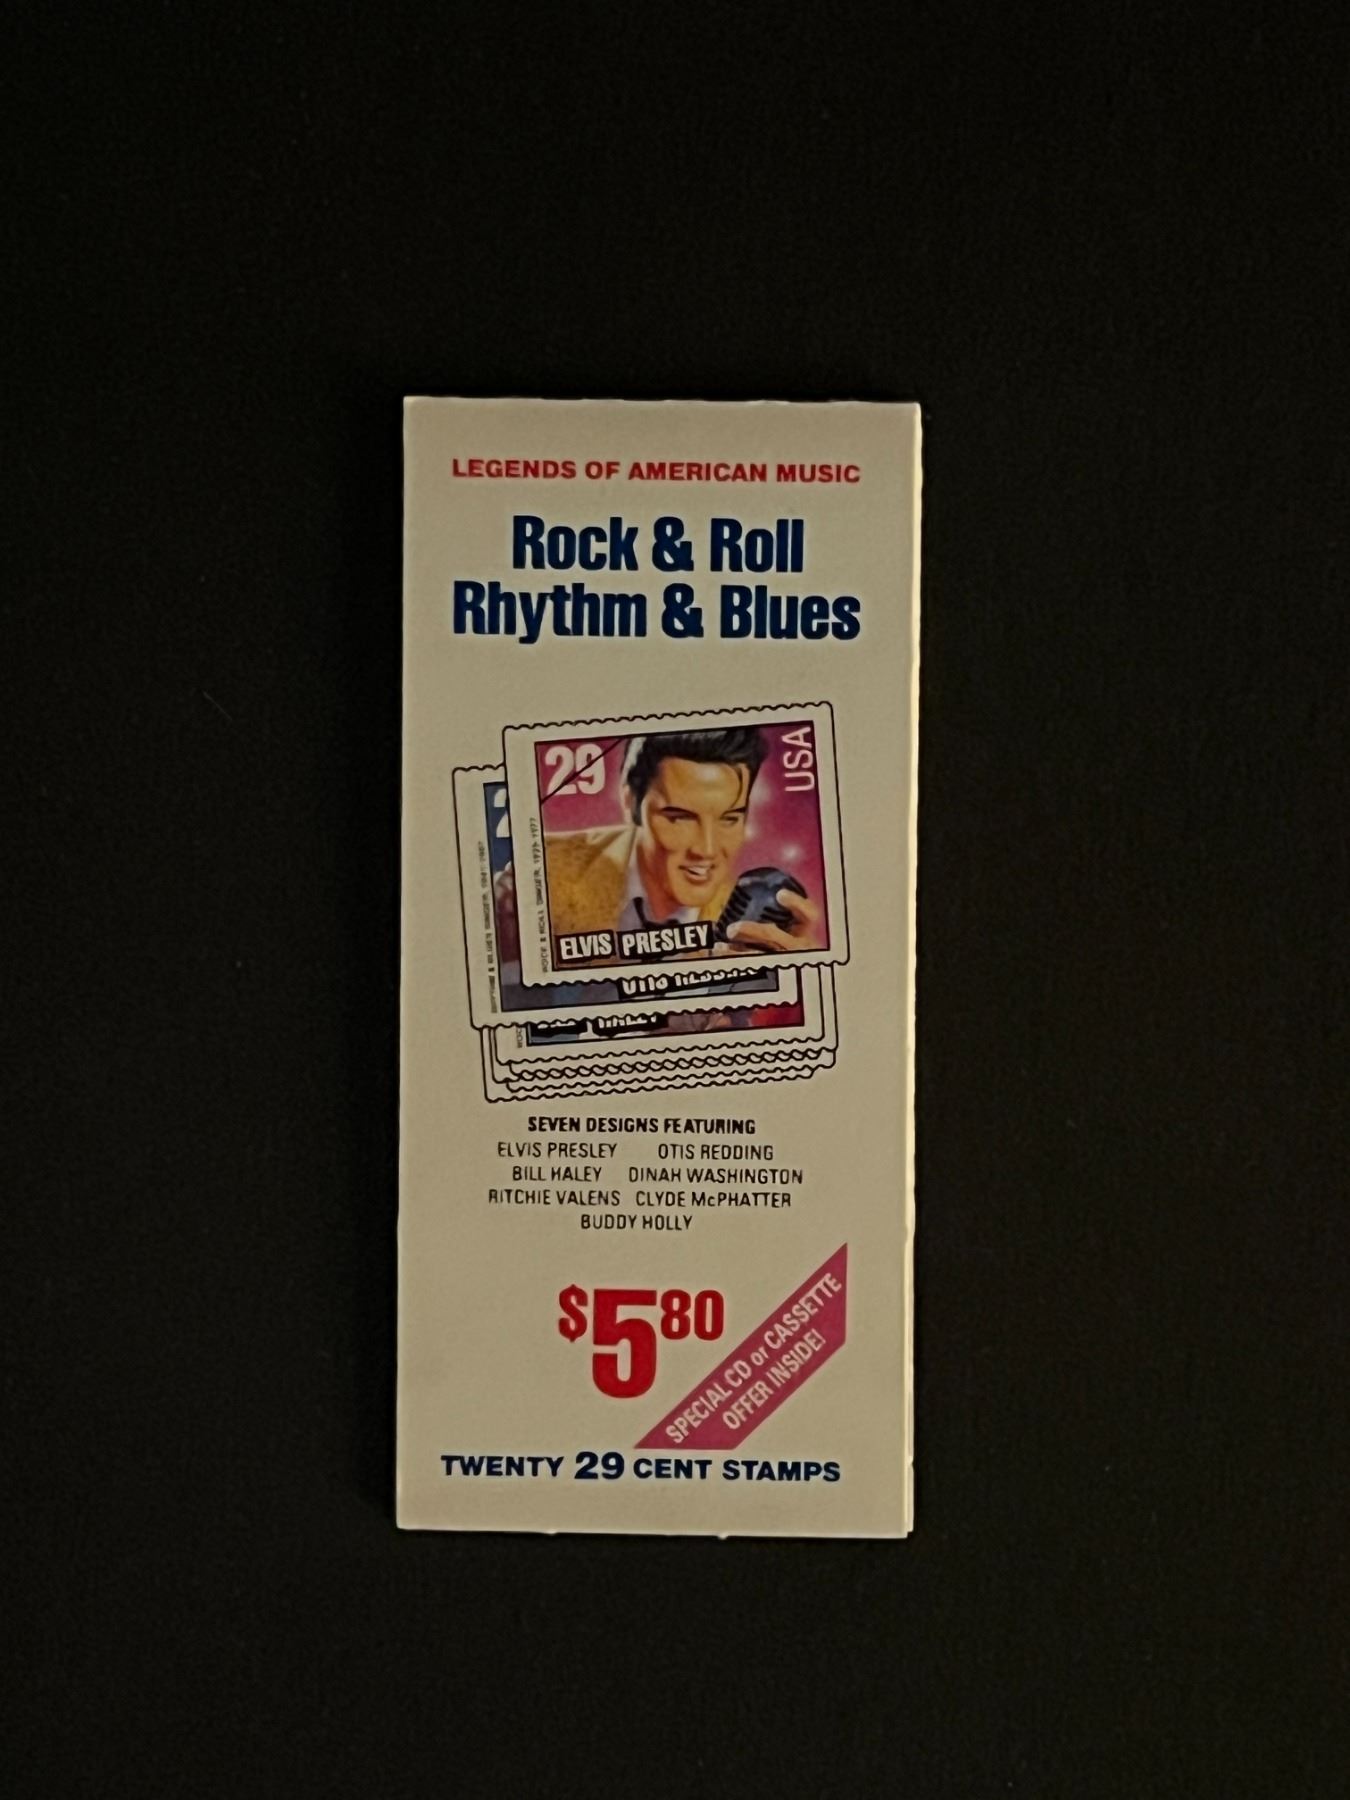 LEGENDS OF AMERICAN MUSIC
Rock & Roll
Rhythm & Blues
29
USA
ELVIS PRESLEY
SEVEN DESIGNS FEATURING
ELVIS PRESLEY OTIS REDDING
BILL HALEY DINAH WASHINGTON
RITCHIE VALENS CLYDE McPHATTER
BUDDY HOLLY
$5.80
SPECIAL CD or CASSETTE
OFFER INSIDE!
TWENTY 29 CENT STAMPS